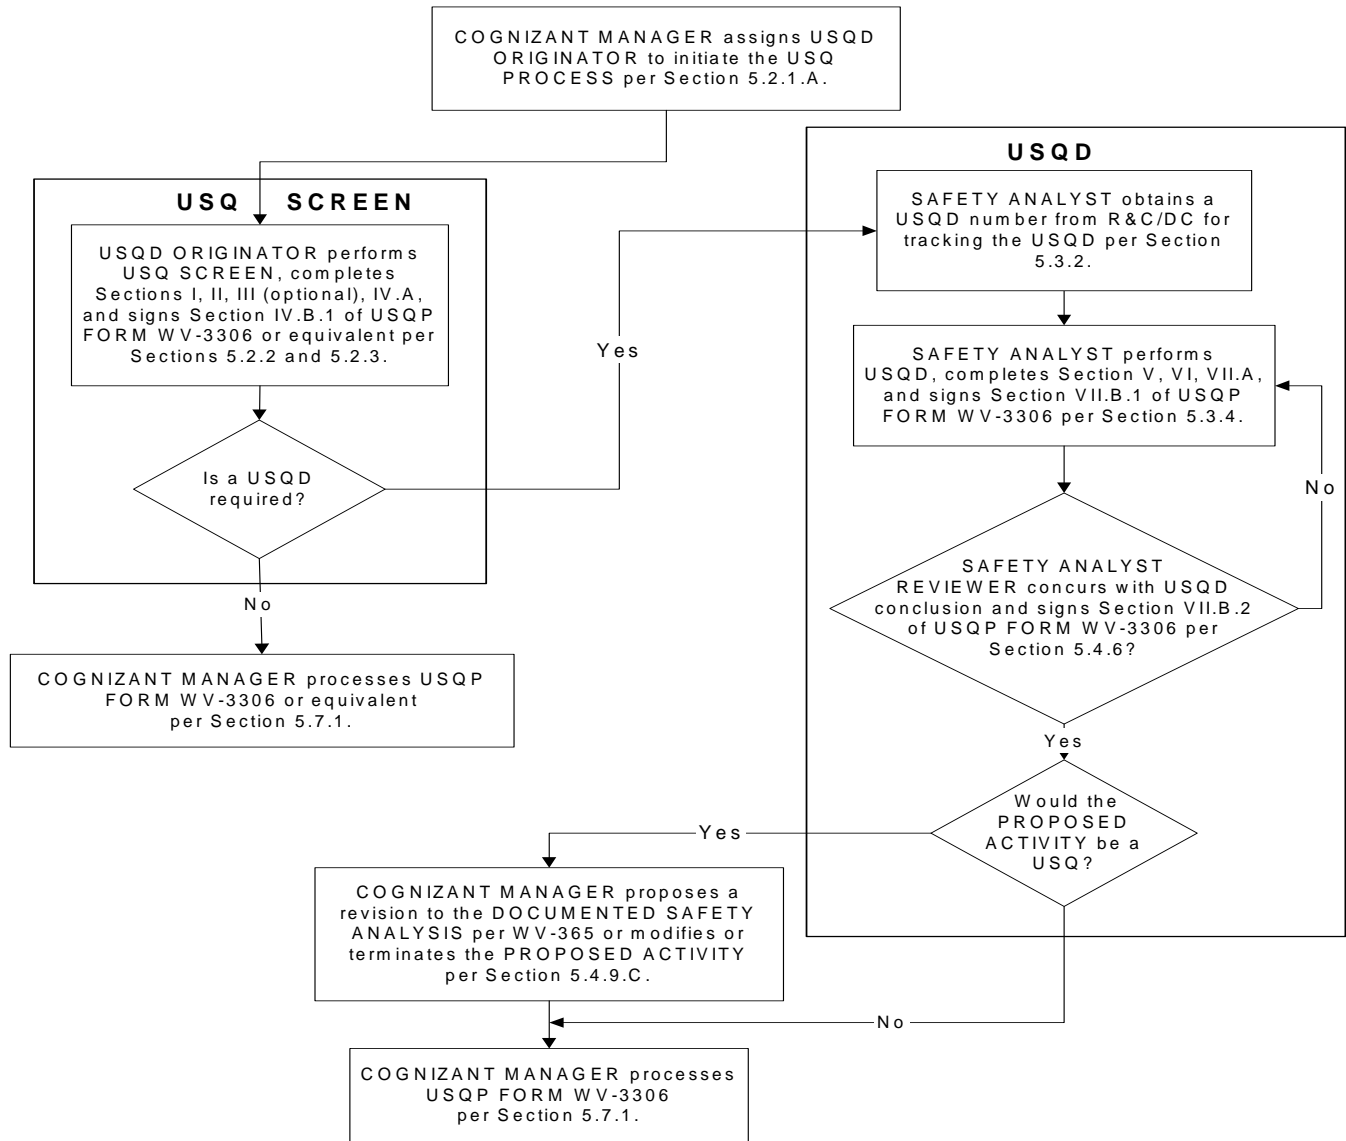 COGNIZANT MANAGER assigns USQD
ORIGINATOR to initiate the USQ
PROCESS per Section 5.2.1.A.
USQ SCREEN
USQD ORIGINATOR performs
USQ SCREEN, completes
Sections I, II, III (optional), IV.A,
and signs Section IV.B.1 of USQP
FORM WV-3306 or equivalent per
Sections 5.2.2 and 5.2.3.
Is a USQD
required?
Yes
No
COGNIZANT MANAGER processes USQP
FORM WV-3306 or equivalent
per Section 5.7.1.
USQD
SAFETY ANALYST obtains a
USQD number from R&C/DC for
tracking the USQD per Section
5.3.2.
SAFETY ANALYST performs
USQD, completes Section V, VI, VII.A,
and signs Section VII.B.1 of USQP
FORM WV-3306 per Section 5.3.4.
No
SAFETY ANALYST
REVIEWER concurs with USQD
conclusion and signs Section VII.B.2
of USQP FORM WV-3306 per
Section 5.4.6?
Yes
Would the
PROPOSED
ACTIVITY be a
USQ?
Yes
COGNIZANT MANAGER proposes a
revision to the DOCUMENTED SAFETY
ANALYSIS per WV-365 or modifies or
terminates the PROPOSED ACTIVITY
per Section 5.4.9.C.
No
COGNIZANT MANAGER processes
USQP FORM WV-3306
per Section 5.7.1.